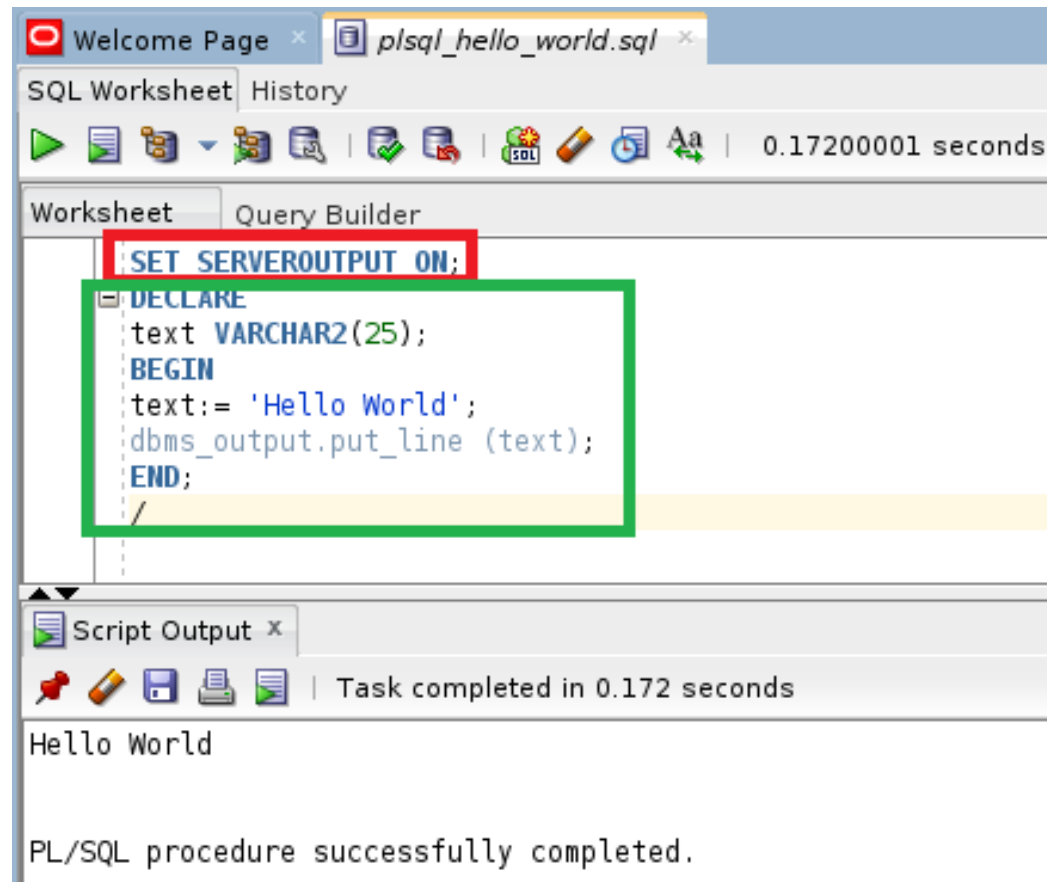 Welcome Page plsql_hello_world.sql
SQL Worksheet History
SQL Aa 0.17200001 seconds
Worksheet Query Builder
SET SERVEROUTPUT ON;
DECLARE
text VARCHAR2(25);
BEGIN
text:= 'Hello World';
dbms_output.put_line (text);
END;
/
Script Output x
Task completed in 0.172 seconds
Hello World
PL/SQL procedure successfully completed.